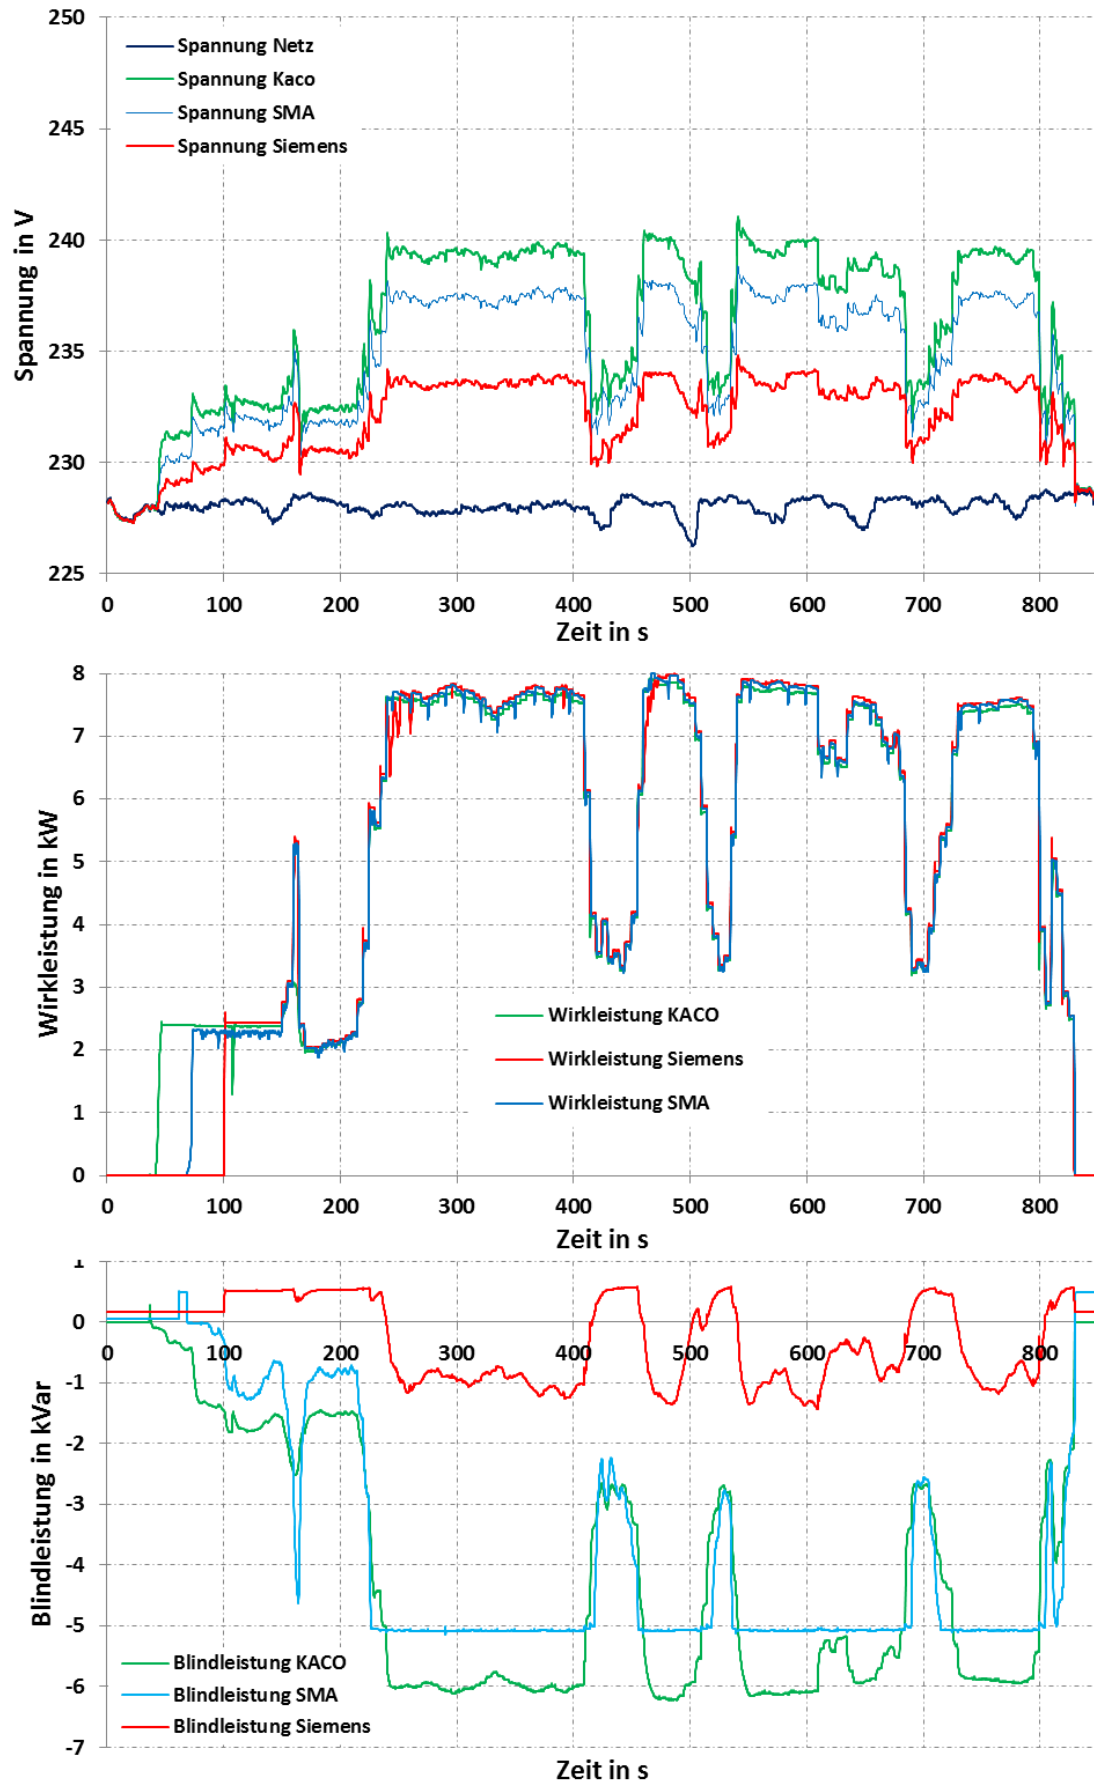 250
245
240
235
230
225
Spannung in V
Spannung Netz
Spannung Kaco
Spannung SMA
Spannung Siemens
0 100 200 300 400 500 600 700 800
Zeit in s
8
7
6
5
4
3
2
1
0
Wirkleistung in kW
Wirkleistung KACO
Wirkleistung Siemens
Wirkleistung SMA
0 100 200 300 400 500 600 700 800
Zeit in s
1
0
-1
-2
-3
-4
-5
-6
-7
Blindleistung in kVar
0 100 200 300 400 500 600 700 800
Blindleistung KACO
Blindleistung SMA
Blindleistung Siemens
Zeit in s